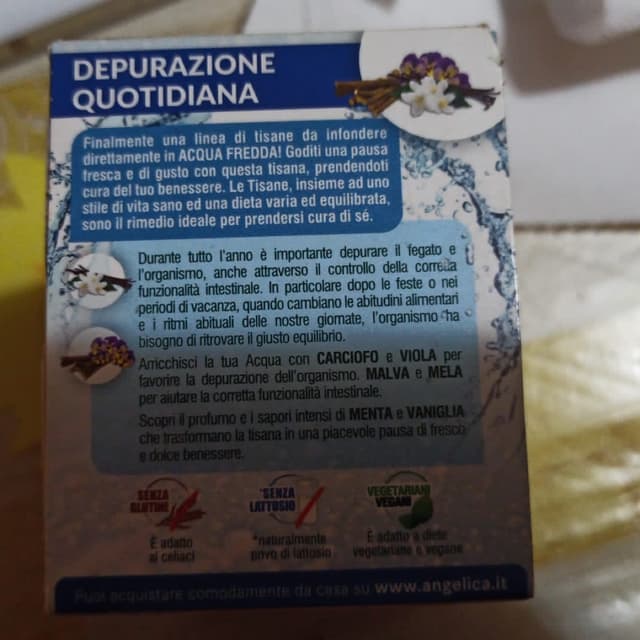 DEPURAZIONE
QUOTIDIANA
Finalmente una linea di tisane da infondere
direttamente in ACQUA FREDDA! Goditi una pausa
fresca e di gusto con questa tisana, prendendoti
cura del tuo benessere. Le Tisane, insieme ad uno
stile di vita sano ed una dieta varia ed equilibrata,
sono il rimedio ideale per prendersi cura di sé.
Durante tutto l'anno è importante depurare il fegato e
l'organismo, anche attraverso il controllo della corretta
funzionalità intestinale. In particolare dopo le feste o nei
periodi di vacanza, quando cambiano le abitudini alimentari
e i ritmi abituali delle nostre giornate, l'organismo ha
bisogno di ritrovare il giusto equilibrio.
Arricchisci la tua Acqua con CARCIOFO e VIOLA per
favorire la depurazione dell'organismo. MALVA e MELA
per aiutare la corretta funzionalità intestinale.
Scopri il profumo e i sapori intensi di MENTA e VANIGLIA
che trasformano la tisana in una piacevole pausa di fresco
e dolce benessere.
SENZA
GLUTINE
È adatto
ai celiaci
*SENZA
LATTOSIO
*naturalmente
privo di lattosio
VEGETARIANI
VEGANI
È adatto a diete
vegetariane e vegane
Puoi acquistare comodamente da casa su www.angelica.it